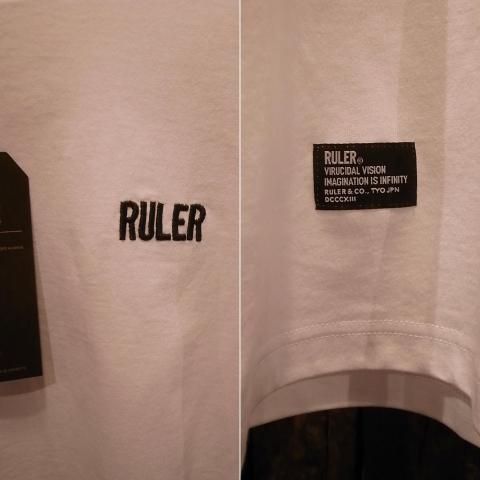 RULER
RULER®
VIRUCIDAL VISION
IMAGINATION IS INFINITY
RULER & CO., TYO JPN
DCCCXIII